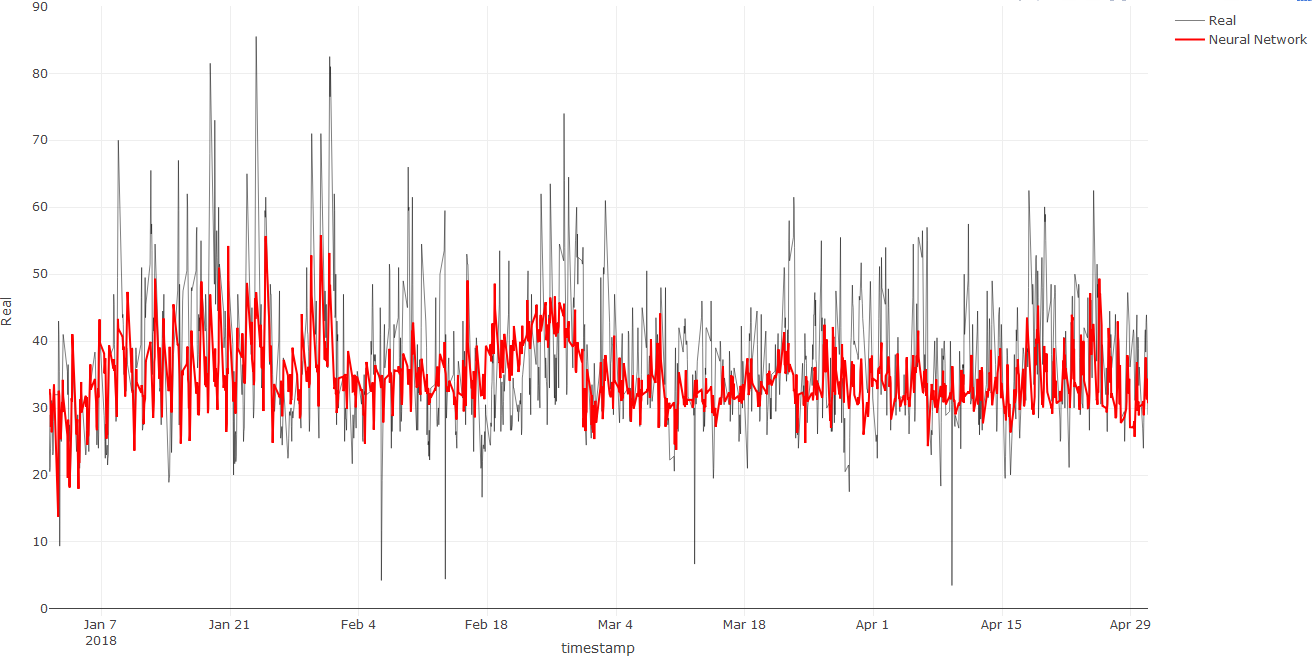 90
80
70
60
50
40
30
20
10
0
Real
Jan 7
2018
Jan 21
Feb 4
Feb 18
Mar 4
Mar 18
Apr 1
Apr 15
Apr 29
timestamp
Real
Neural Network